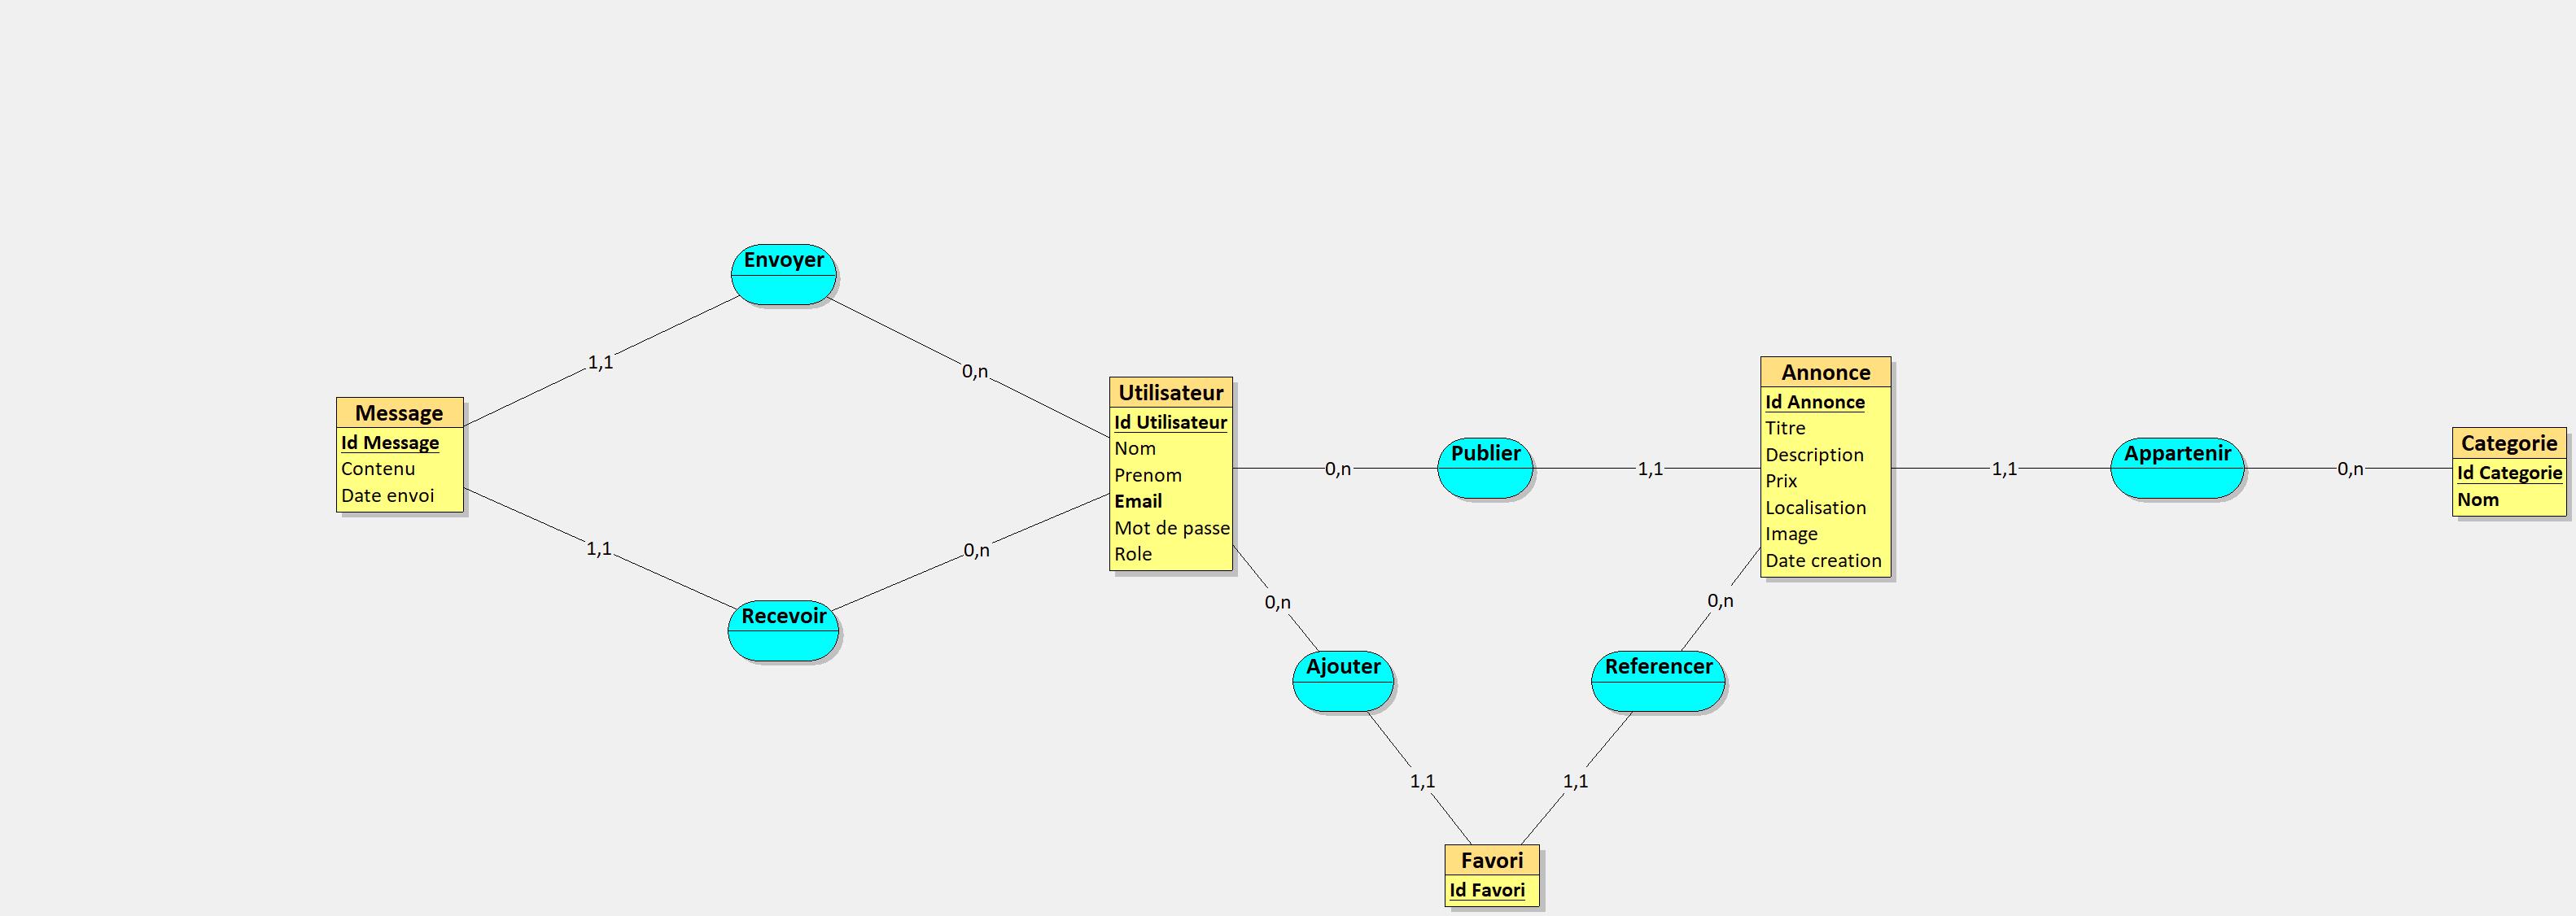 Envoyer
1,1
0,n
Message
Id Message
Contenu
Date envoi
1,1
0,n
Recevoir
Utilisateur
Id Utilisateur
Nom
Prenom
Email
Mot de passe
Role
0,n
Publier
1,1
Annonce
Id Annonce
Titre
Description
Prix
Localisation
Image
Date creation
1,1
Appartenir
0,n
Categorie
Id Categorie
Nom
0,n
Ajouter
1,1
0,n
Referencer
1,1
Favori
Id Favori